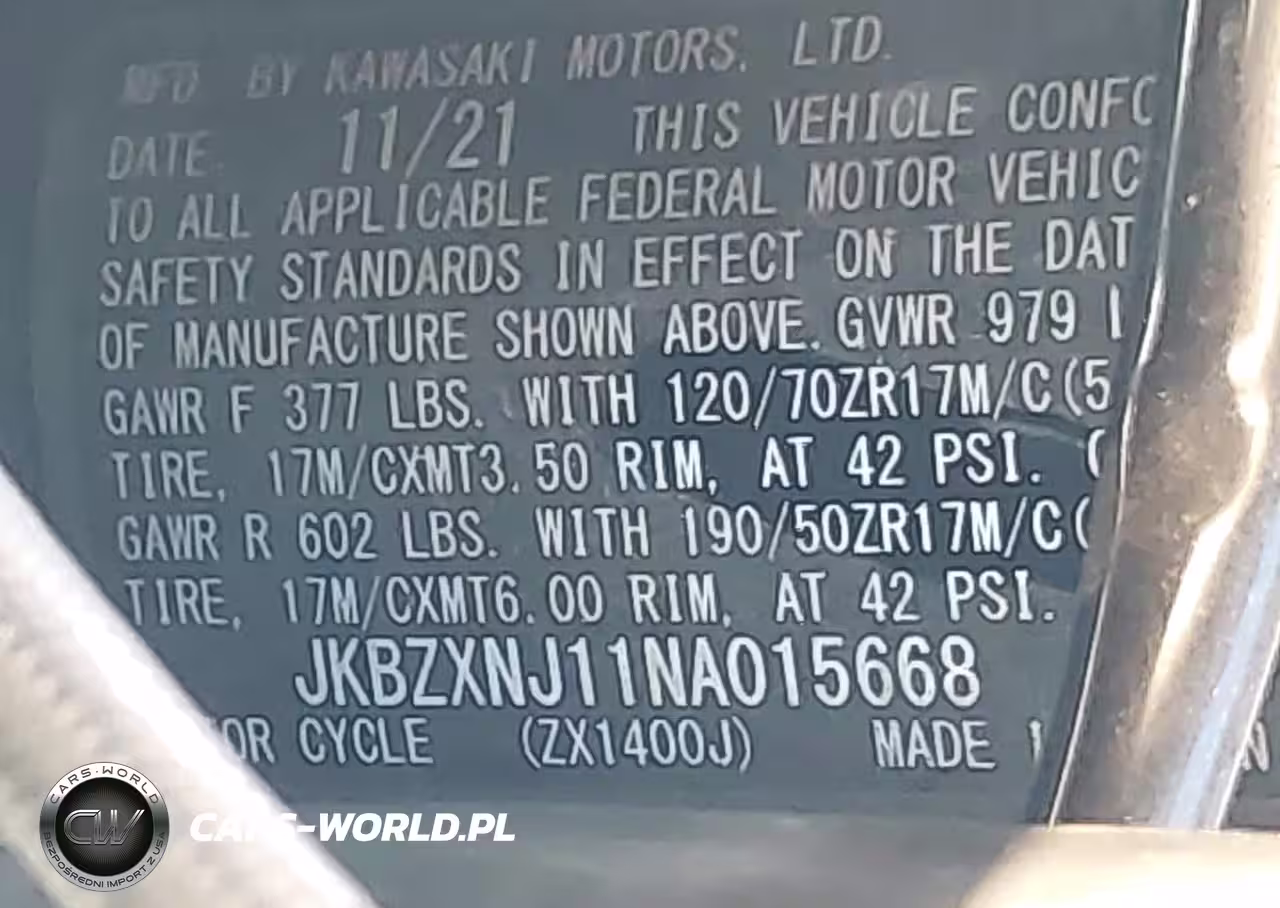 MFD. BY KAWASAKI MOTORS, LTD.
DATE 11/21 THIS VEHICLE CONFO
TO ALL APPLICABLE FEDERAL MOTOR VEHIC
SAFETY STANDARDS IN EFFECT ON THE DAT
OF MANUFACTURE SHOWN ABOVE. GVWR 979
GAWR F 377 LBS. WITH 120/70ZR17M/C(5
TIRE, 17M/CXMT3.50 RIM, AT 42 PSI. (
GAWR R 602 LBS. WITH 190/50ZR17M/C(
TIRE, 17M/CXMT6.00 RIM, AT 42 PSI.
JKBZXNJ11NA015668
OR CYCLE (ZX1400J) MADE N
CARS-WORLD
CW
BEZPOŚREDNI IMPORT Z USA
CARS-WORLD.PL